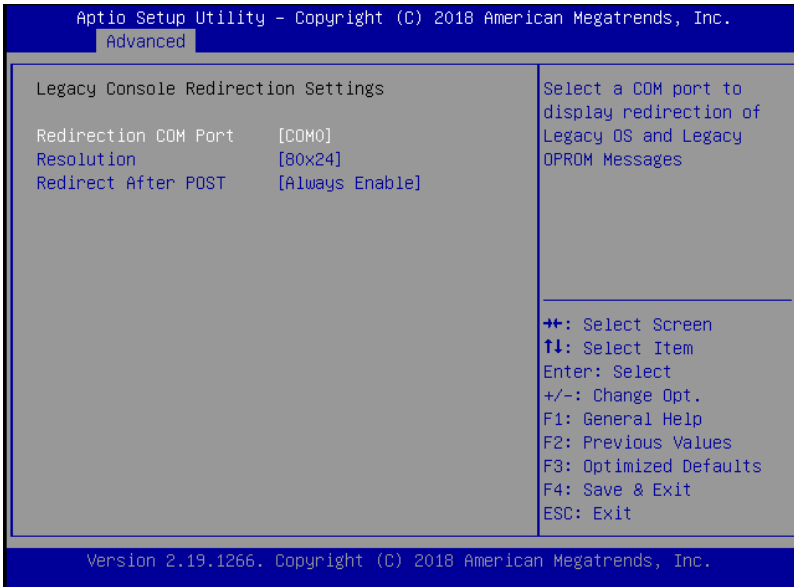 Aptio Setup Utility – Copyright (C) 2018 American Megatrends, Inc.
Advanced
Legacy Console Redirection Settings
Redirection COM Port [COM0]
Resolution [80x24]
Redirect After POST [Always Enable]
Select a COM port to
display redirection of
Legacy OS and Legacy
OPROM Messages
→←: Select Screen
↑↓: Select Item
Enter: Select
+/-: Change Opt.
F1: General Help
F2: Previous Values
F3: Optimized Defaults
F4: Save & Exit
ESC: Exit
Version 2.19.1266. Copyright (C) 2018 American Megatrends, Inc.